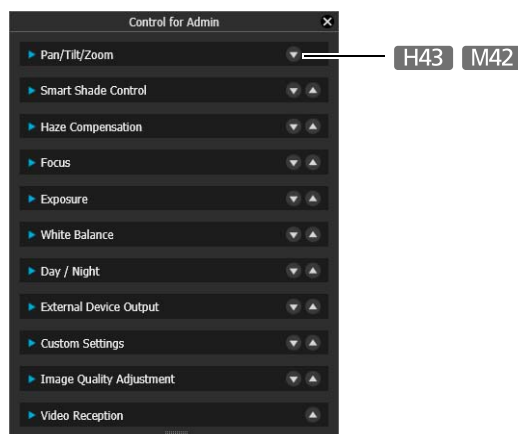 Control for Admin
Pan/Tilt/Zoom
H43 M42
Smart Shade Control
Haze Compensation
Focus
Exposure
White Balance
Day / Night
External Device Output
Custom Settings
Image Quality Adjustment
Video Reception